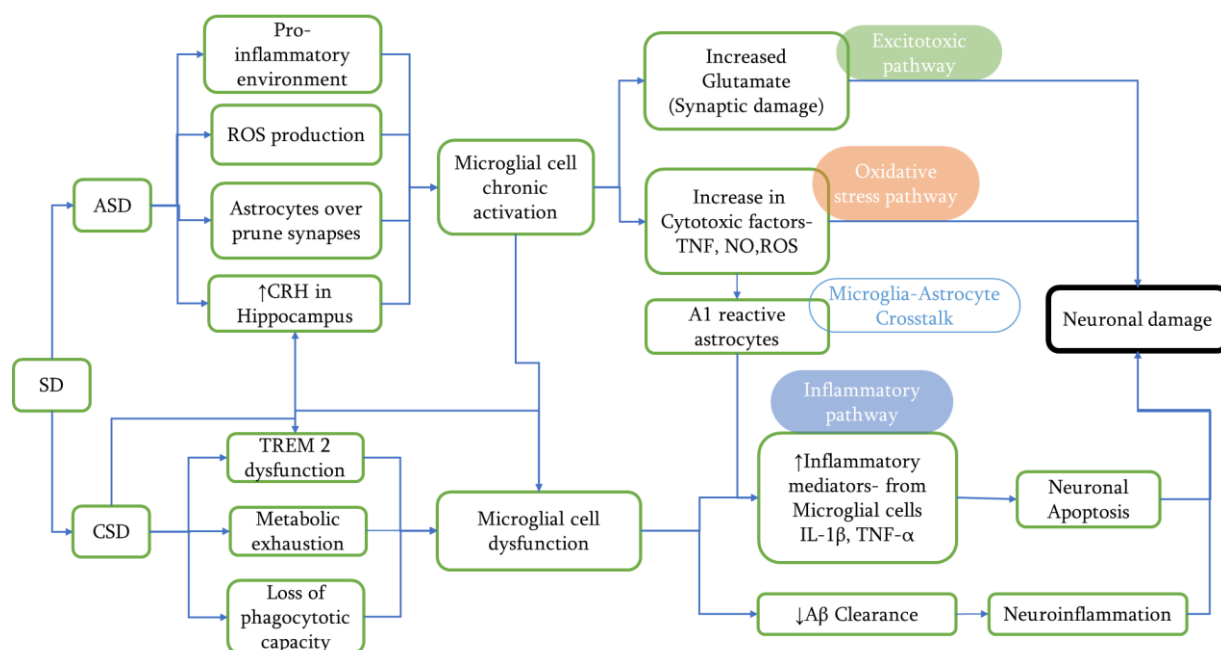 Pro-
inflammatory
environment
ROS production
Astrocytes over
prune synapses
↑CRH in
Hippocampus
ASD
SD
CSD
TREM 2
dysfunction
Metabolic
exhaustion
Loss of
phagocytotic
capacity
Microglial cell
chronic
activation
Microglial cell
dysfunction
Increased
Glutamate
(Synaptic damage)
Excitotoxic
pathway
Increase in
Cytotoxic factors-
TNF, NO,ROS
Oxidative
stress pathway
A1 reactive
astrocytes
Microglia-Astrocyte
Crosstalk
Inflammatory
pathway
↑Inflammatory
mediators- from
Microglial cells
IL-1β, TNF-α
↓Aβ Clearance
Neuronal
Apoptosis
Neuroinflammation
Neuronal damage